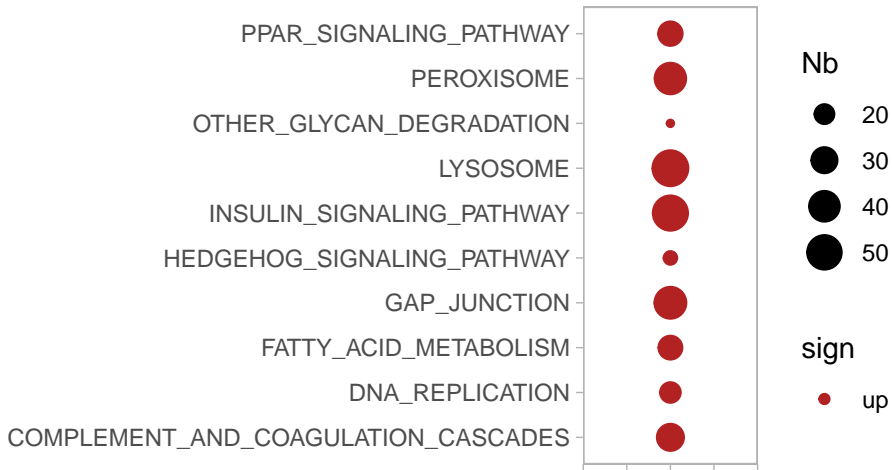 PPAR_SIGNALING_PATHWAY
PEROXISOME
OTHER_GLYCAN_DEGRADATION
LYSOSOME
INSULIN_SIGNALING_PATHWAY
HEDGEHOG_SIGNALING_PATHWAY
GAP_JUNCTION
FATTY_ACID_METABOLISM
DNA_REPLICATION
COMPLEMENT_AND_COAGULATION_CASCADES
Nb
20
30
40
50
sign
up